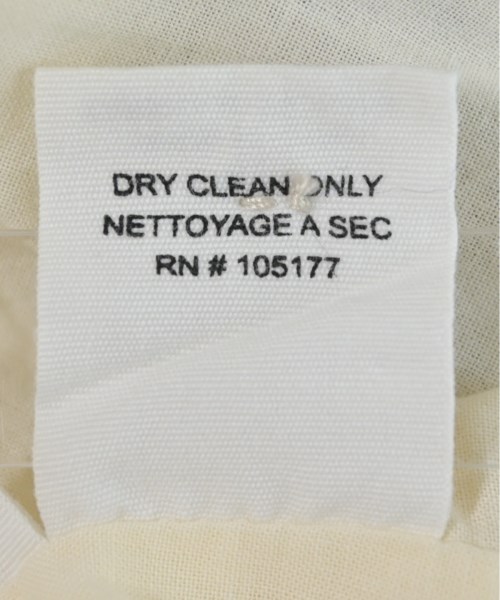 DRY CLEAN ONLY
NETTOYAGE A SEC
RN # 105177